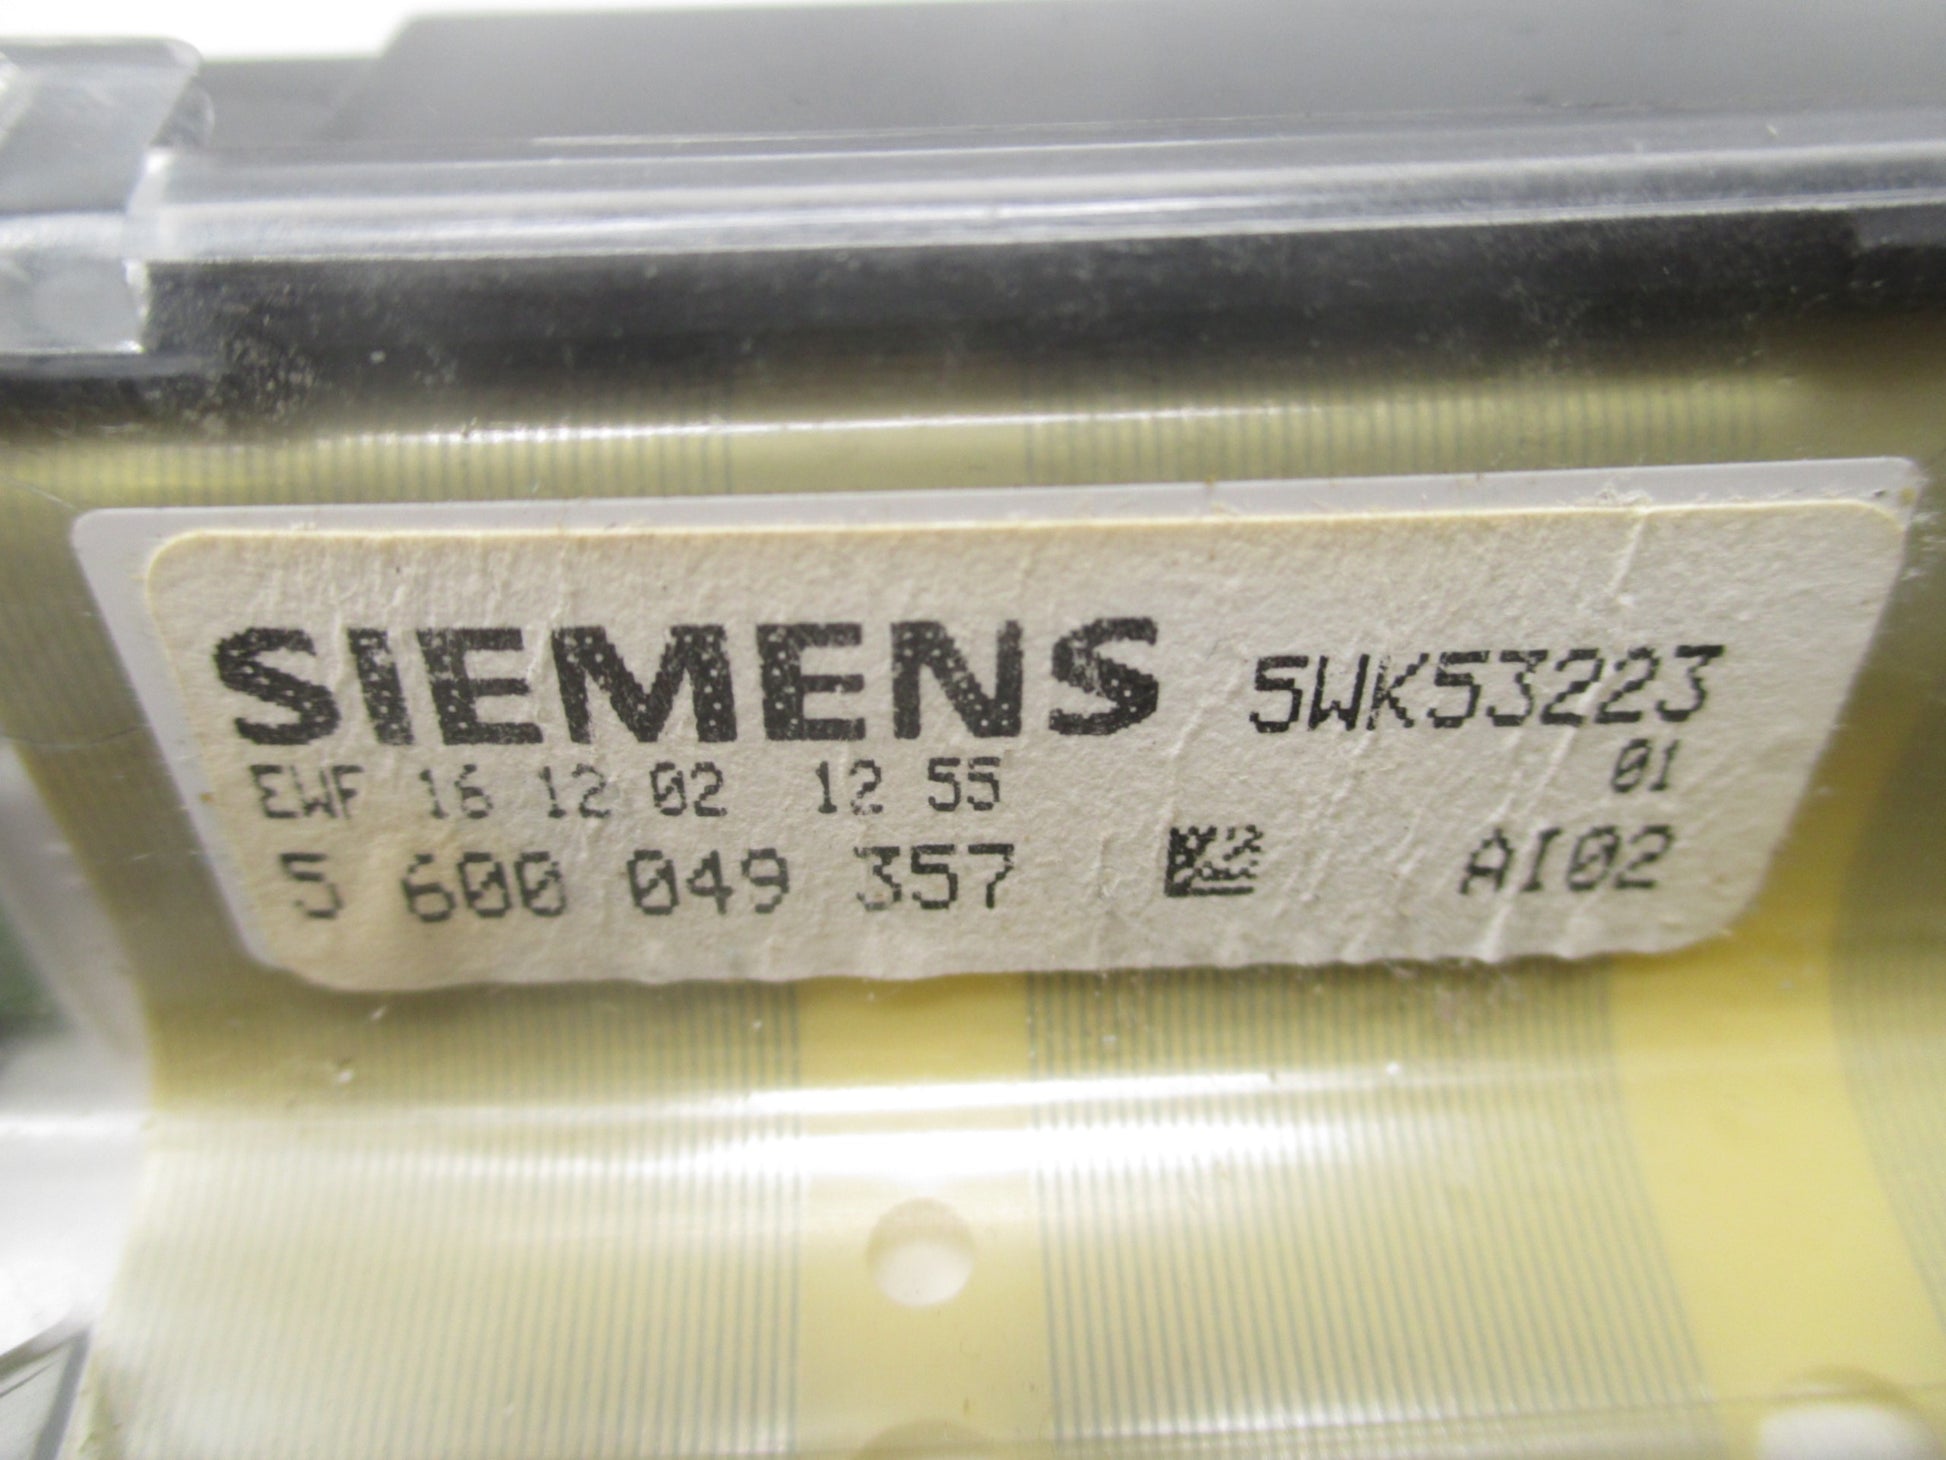 SIEMENS 5WK53223
EWF 16 12 02 12 55 01
5 600 049 357 AI02